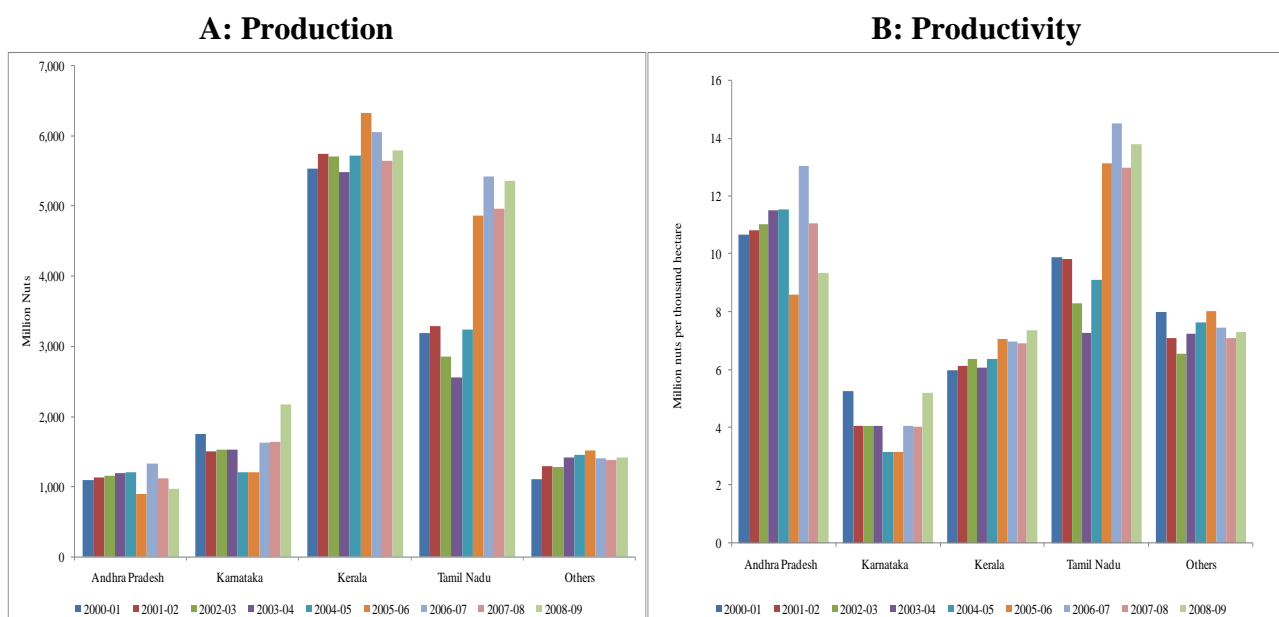 A: Production
7,000
6,000
5,000
4,000
3,000
2,000
1,000
0
Million Nuts
Andhra Pradesh Karnataka Kerala Tamil Nadu Others
2000-01 2001-02 2002-03 2003-04 2004-05 2005-06 2006-07 2007-08 2008-09
B: Productivity
16
14
12
10
8
6
4
2
0
Million nuts per thousand hectare
Andhra Pradesh Karnataka Kerala Tamil Nadu Others
2000-01 2001-02 2002-03 2003-04 2004-05 2005-06 2006-07 2007-08 2008-09